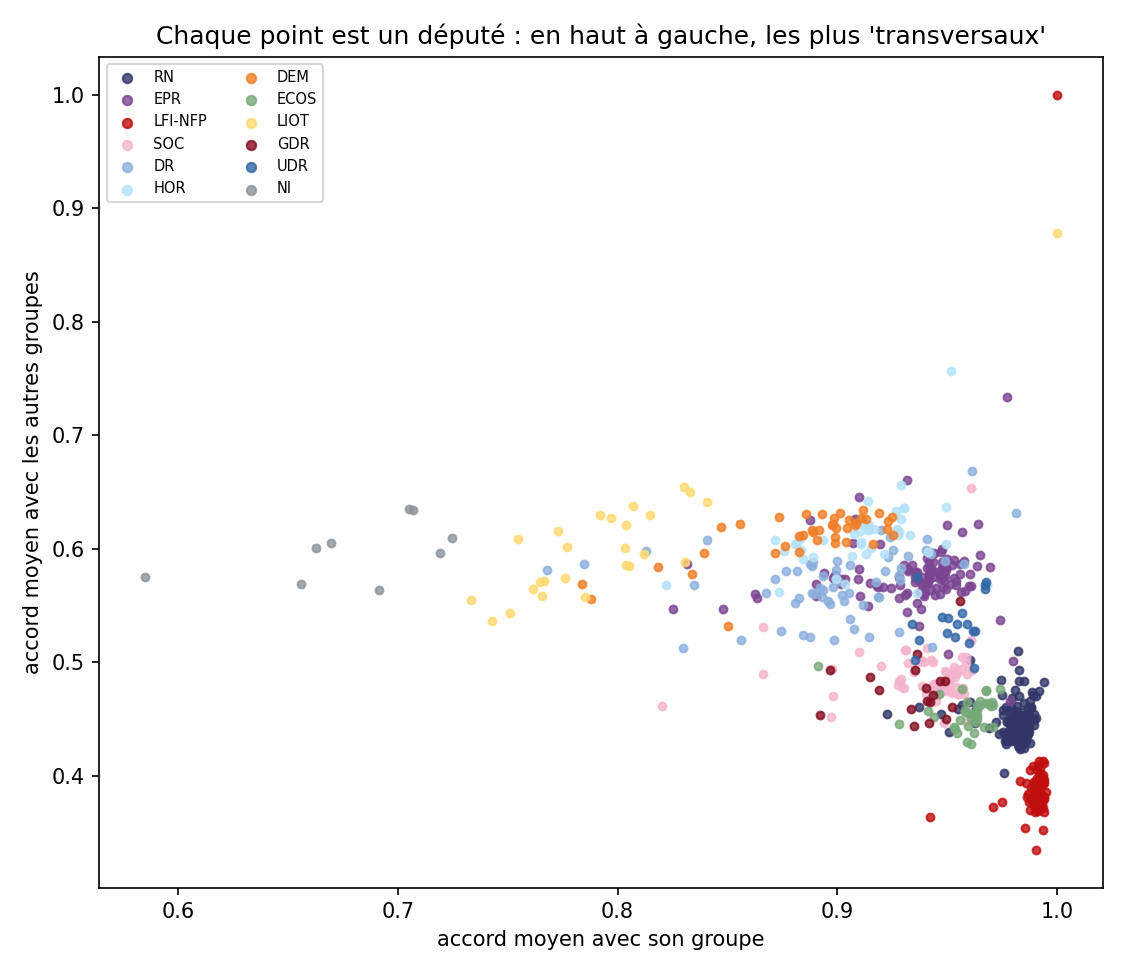 Chaque point est un député : en haut à gauche, les plus 'transversaux'
RN
EPR
LFI-NFP
SOC
DR
HOR
DEM
ECOS
LIOT
GDR
UDR
NI
1.0
0.9
0.8
0.7
0.6
0.5
0.4
accord moyen avec les autres groupes
0.6
0.7
0.8
0.9
1.0
accord moyen avec son groupe